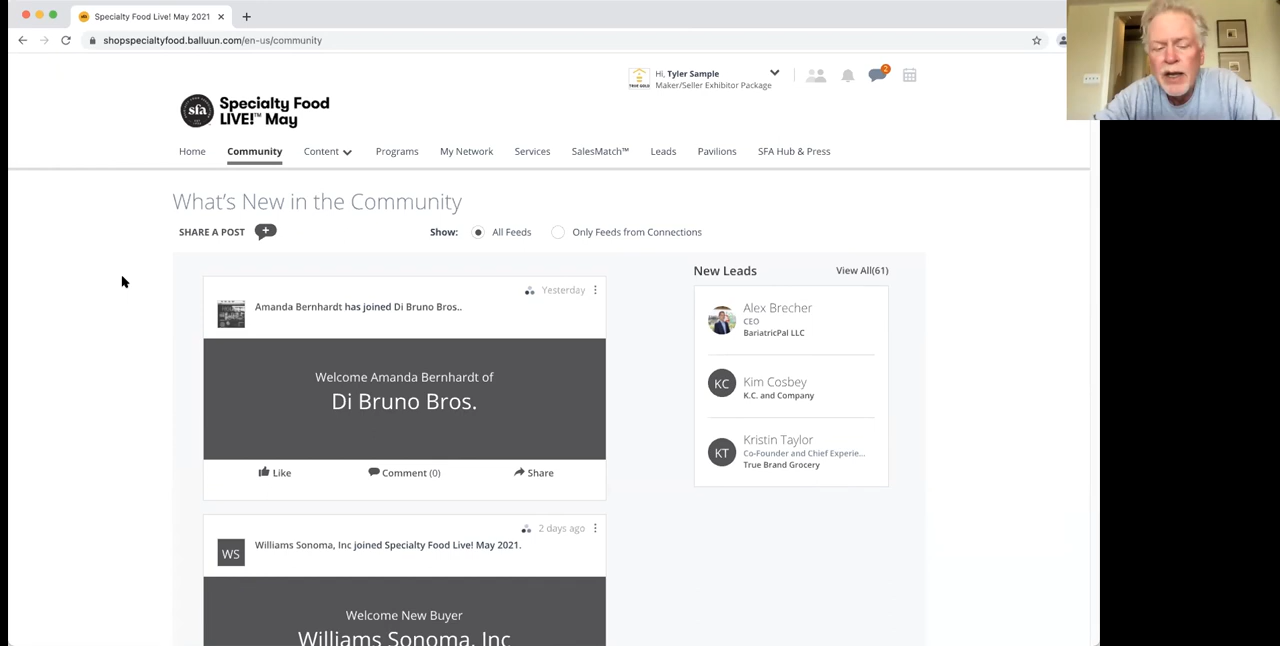 Specialty Food Live! May 2021
shopspecialtyfood.balluun.com/en-us/community
Hi, Tyler Sample
Maker/Seller Exhibitor Package
2
sfa
Specialty Food
LIVE!™ May
Home Community Content Programs My Network Services SalesMatch™ Leads Pavilions SFA Hub & Press
What's New in the Community
SHARE A POST
Show: All Feeds Only Feeds from Connections
New Leads View All(61)
Yesterday
Amanda Bernhardt has joined Di Bruno Bros..
Welcome Amanda Bernhardt of
Di Bruno Bros.
Like Comment (0) Share
Alex Brecher
CEO
BariatricPal LLC
KC
Kim Cosbey
K.C. and Company
KT
Kristin Taylor
Co-Founder and Chief Experie...
True Brand Grocery
2 days ago
WS
Williams Sonoma, Inc joined Specialty Food Live! May 2021.
Welcome New Buyer
Williams Sonoma, Inc